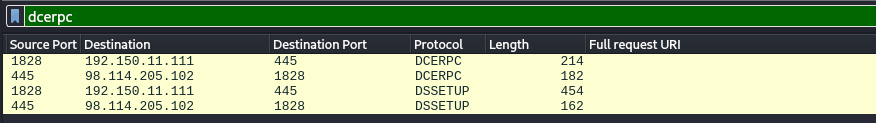 dcerpc
Source Port Destination Destination Port Protocol Length Full request URI
1828 192.150.11.111 445 DCERPC 214
445 98.114.205.102 1828 DCERPC 182
1828 192.150.11.111 445 DSSETUP 454
445 98.114.205.102 1828 DSSETUP 162